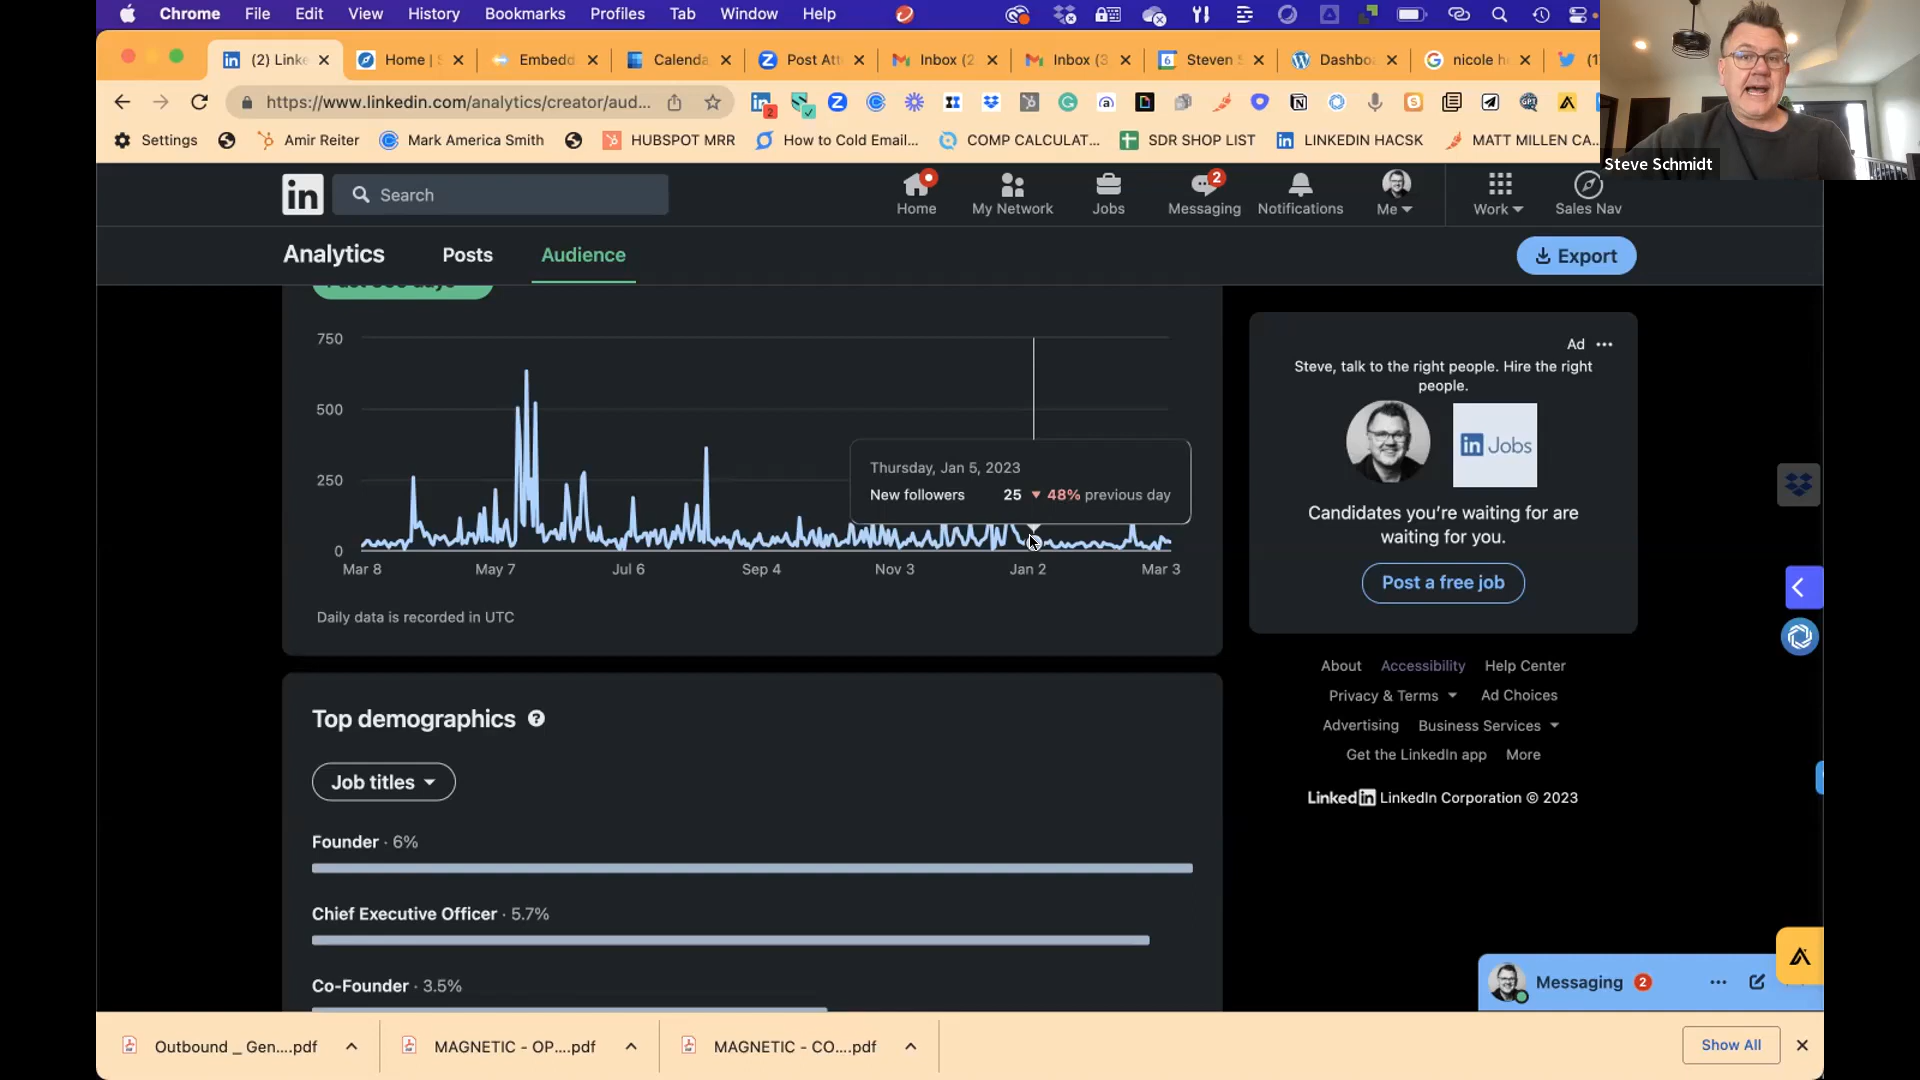 Chrome File Edit View History Bookmarks Profiles Tab Window Help
(2) Linke Home | S Embedd Calenda Post Att Inbox (2 Inbox (3 Steven S Dashbo nicole h
https://www.linkedin.com/analytics/creator/aud...
Settings Amir Reiter Mark America Smith HUBSPOT MRR How to Cold Email... COMP CALCULAT... SDR SHOP LIST LINKEDIN HACSK MATT MILLEN CA...
Steve Schmidt
in Search Home My Network Jobs 2 Messaging Notifications Me Work Sales Nav
Analytics Posts Audience Export
750
500
250
0
Mar 8 May 7 Jul 6 Sep 4 Nov 3 Jan 2 Mar 3
Thursday, Jan 5, 2023
New followers 25 ▼ 48% previous day
Daily data is recorded in UTC
Top demographics ?
Job titles
Founder · 6%
Chief Executive Officer · 5.7%
Co-Founder · 3.5%
Ad ···
Steve, talk to the right people. Hire the right
people.
in Jobs
Candidates you're waiting for are
waiting for you.
Post a free job
About Accessibility Help Center
Privacy & Terms Ad Choices
Advertising Business Services
Get the LinkedIn app More
LinkedIn LinkedIn Corporation © 2023
Messaging 2 ···
Outbound _ Gen....pdf MAGNETIC - OP....pdf MAGNETIC - CO....pdf Show All